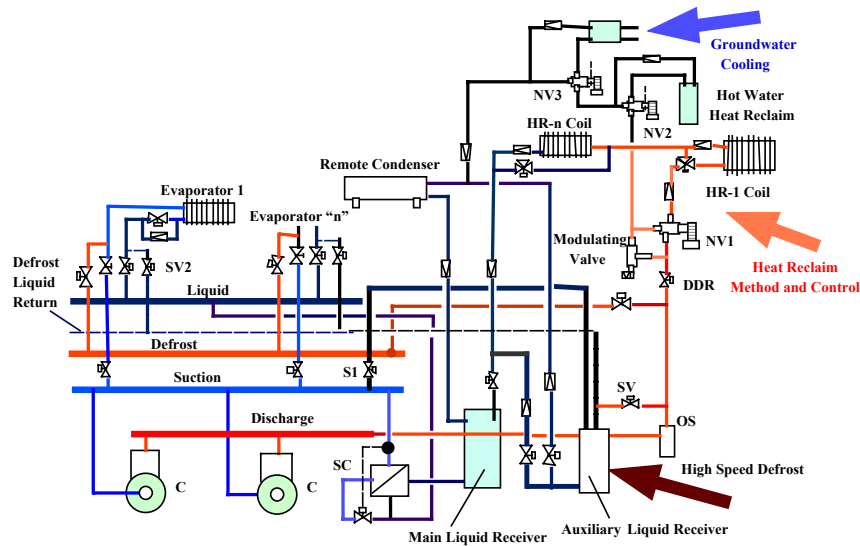 Groundwater
Cooling
NV3
Hot Water
Heat Reclaim
NV2
HR-n Coil
Remote Condenser
HR-1 Coil
Evaporator 1
Evaporator “n”
NV1
Modulating
Valve
SV2
Defrost
Liquid
Return
Heat Reclaim
Method and Control
DDR
Liquid
Defrost
S1
Suction
SV
Discharge
OS
SC
High Speed Defrost
C
C
Auxiliary Liquid Receiver
Main Liquid Receiver